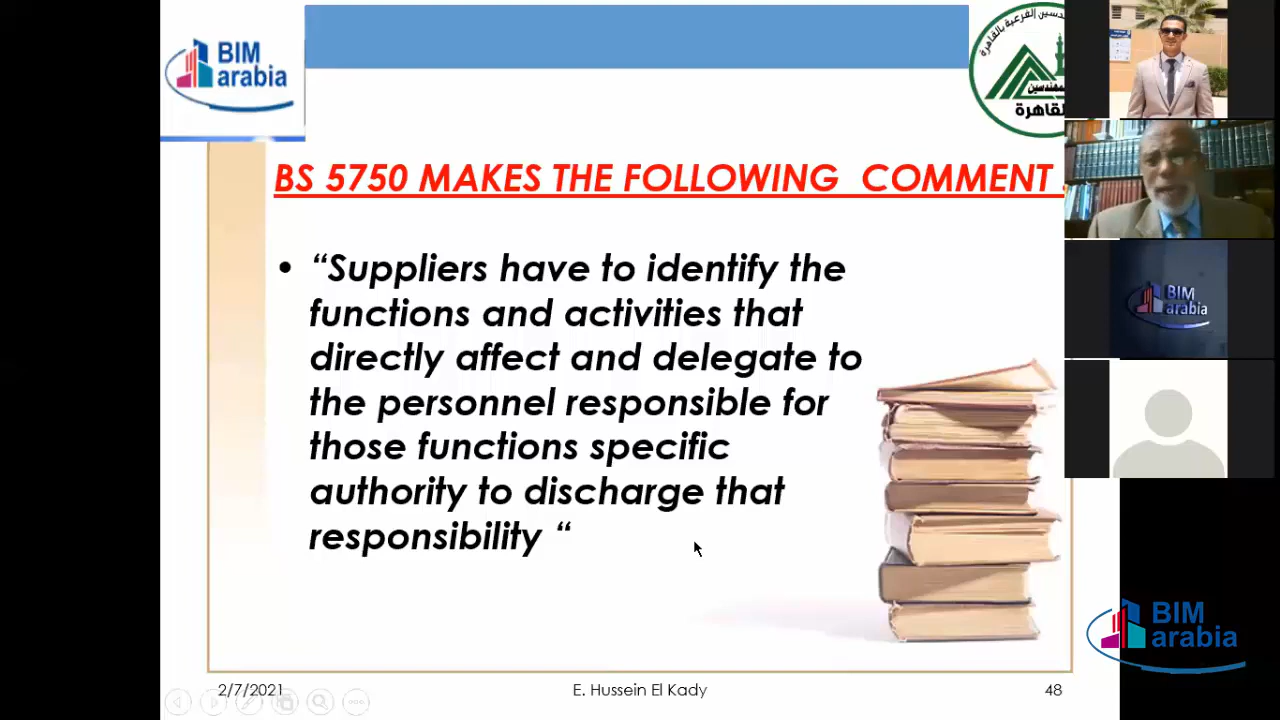 BIM
arabia
القاهرة
BS 5750 MAKES THE FOLLOWING COMMENT
• “Suppliers have to identify the
functions and activities that
directly affect and delegate to
the personnel responsible for
those functions specific
authority to discharge that
responsibility “
2/7/2021
E. Hussein El Kady
48
BIM
arabia
BIM
arabia